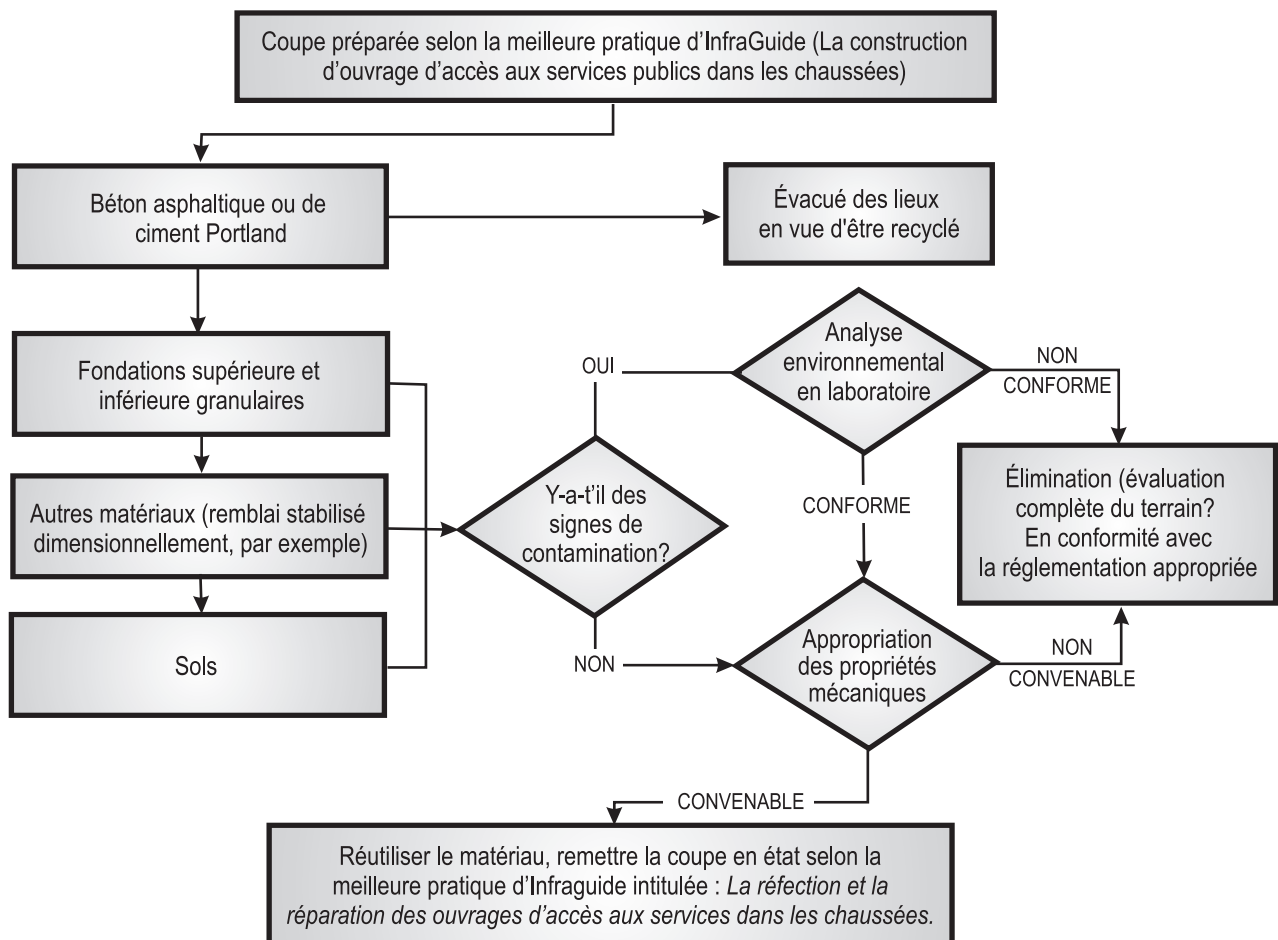 Coupe préparée selon la meilleure pratique d'InfraGuide (La construction
d'ouvrage d'accès aux services publics dans les chaussées)
Béton asphaltique ou de
ciment Portland
Évacué des lieux
en vue d'être recyclé
Fondations supérieure et
inférieure granulaires
OUI
Analyse
environnemental
en laboratoire
NON
CONFORME
Autres matériaux (remblai stabilisé
dimensionnellement, par exemple)
Y-a-t'il des
signes de
contamination?
CONFORME
Élimination (évaluation
complète du terrain?
En conformité avec
la réglementation appropriée
Sols
NON
Appropriation
des propriétés
mécaniques
NON
CONVENABLE
CONVENABLE
Réutiliser le matériau, remettre la coupe en état selon la
meilleure pratique d'Infraguide intitulée : La réfection et la
réparation des ouvrages d'accès aux services dans les chaussées.